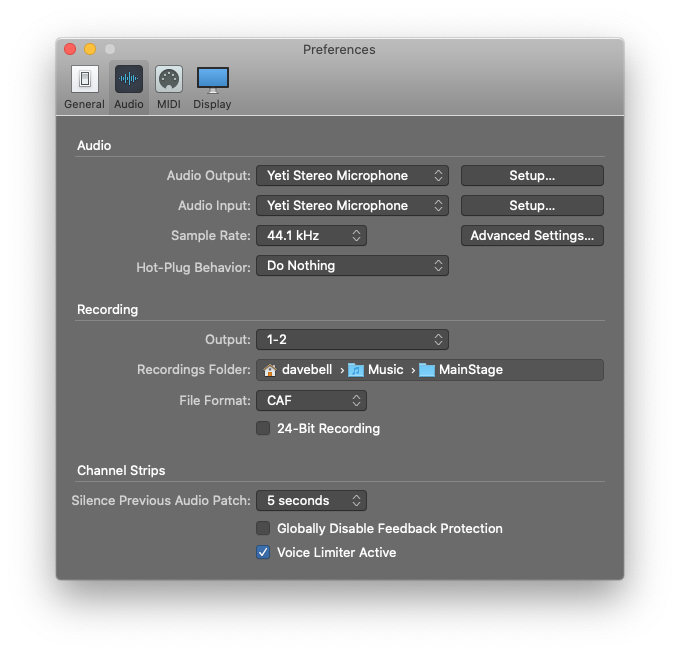 Preferences
General Audio MIDI Display
Audio
Audio Output: Yeti Stereo Microphone Setup...
Audio Input: Yeti Stereo Microphone Setup...
Sample Rate: 44.1 kHz Advanced Settings...
Hot-Plug Behavior: Do Nothing
Recording
Output: 1-2
Recordings Folder: davebell › Music › MainStage
File Format: CAF
24-Bit Recording
Channel Strips
Silence Previous Audio Patch: 5 seconds
Globally Disable Feedback Protection
Voice Limiter Active